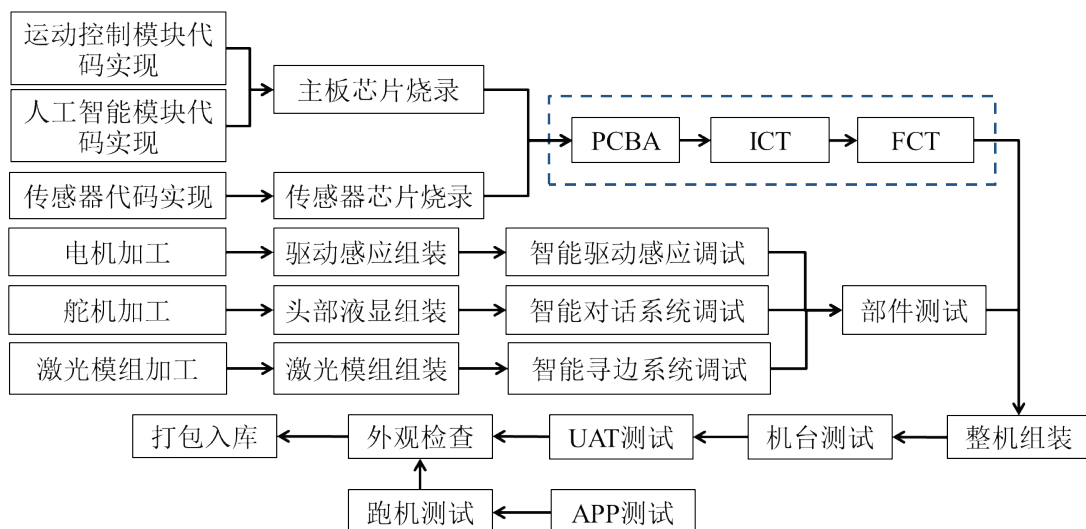 运动控制模块代
码实现
人工智能模块代
码实现
主板芯片烧录
PCBA
ICT
FCT
传感器代码实现
传感器芯片烧录
电机加工
驱动感应组装
智能驱动感应调试
舵机加工
头部液显组装
智能对话系统调试
部件测试
激光模组加工
激光模组组装
智能寻边系统调试
打包入库
外观检查
UAT测试
机台测试
整机组装
跑机测试
APP测试